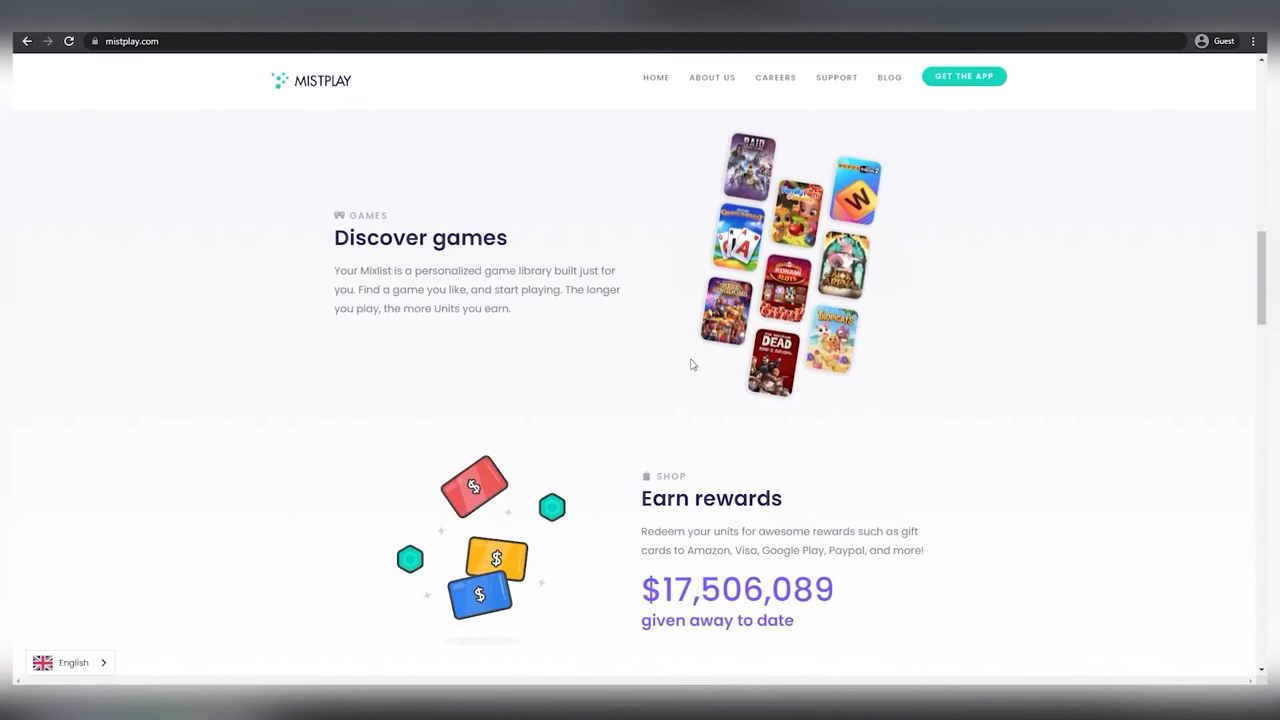 mistplay.com
Guest
MISTPLAY
HOME
ABOUT US
CAREERS
SUPPORT
BLOG
GET THE APP
GAMES
Discover games
Your Mixlist is a personalized game library built just for
you. Find a game you like, and start playing. The longer
you play, the more Units you earn.
RAID
W
KONAMI
SLOTS
TROPICATS
DEAD
SHOP
Earn rewards
Redeem your units for awesome rewards such as gift
cards to Amazon, Visa, Google Play, Paypal, and more!
$17,506,089
given away to date
$
$
$
English